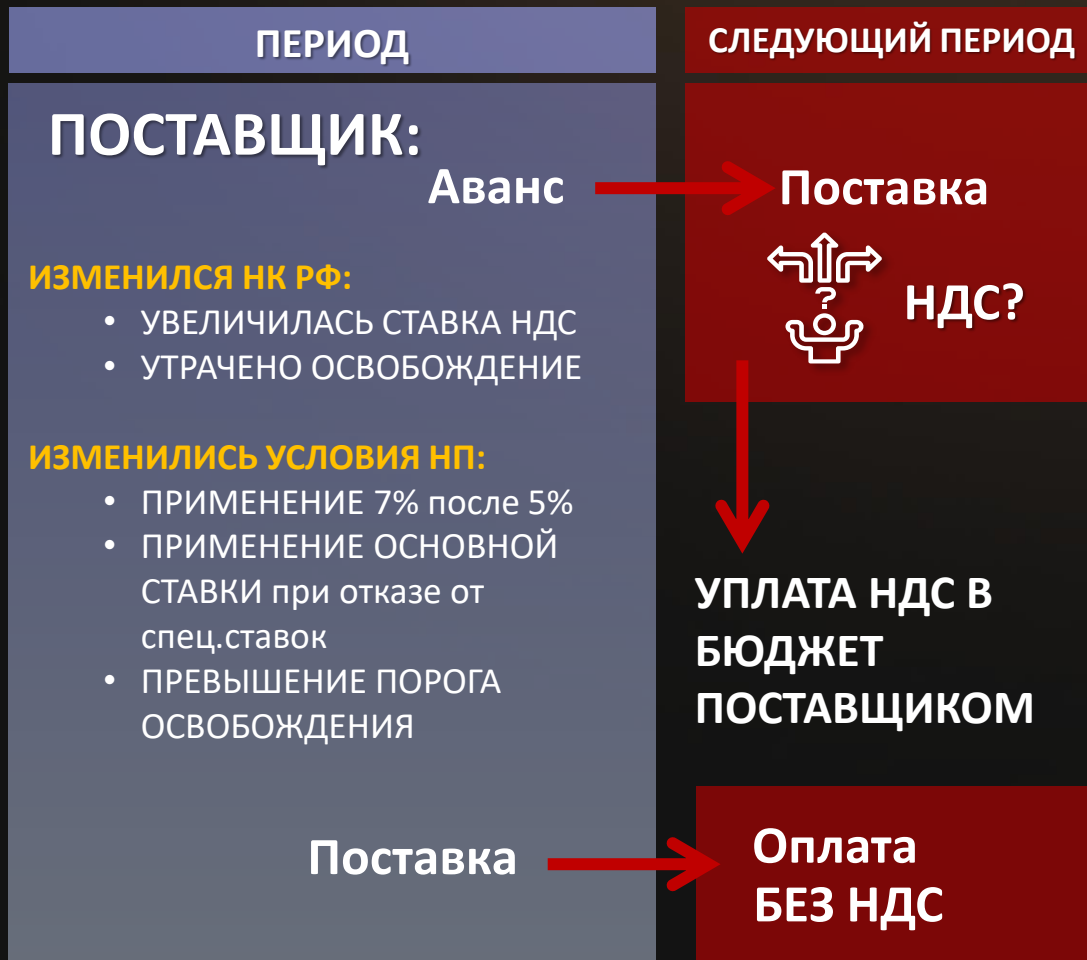 ПЕРИОД
СЛЕДУЮЩИЙ ПЕРИОД
ПОСТАВЩИК:
Аванс
Поставка
?
НДС?
ИЗМЕНИЛСЯ НК РФ:
• УВЕЛИЧИЛАСЬ СТАВКА НДС
• УТРАЧЕНО ОСВОБОЖДЕНИЕ
ИЗМЕНИЛИСЬ УСЛОВИЯ НП:
• ПРИМЕНЕНИЕ 7% после 5%
• ПРИМЕНЕНИЕ ОСНОВНОЙ
СТАВКИ при отказе от
спец.ставок
• ПРЕВЫШЕНИЕ ПОРОГА
ОСВОБОЖДЕНИЯ
УПЛАТА НДС В
БЮДЖЕТ
ПОСТАВЩИКОМ
Поставка
Оплата
БЕЗ НДС